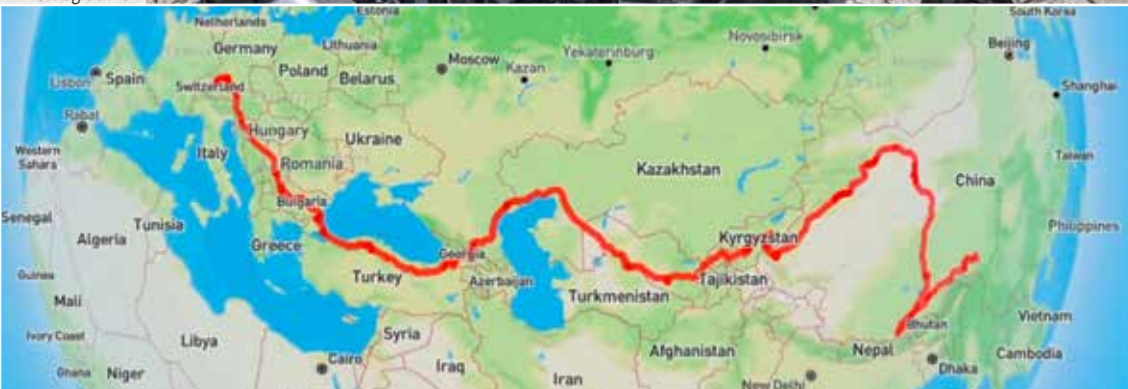 Estonia
South Korea
Netherlands
Novosibirsk
Germany
Lithuania
Beijing
Yekaterinburg
Moscow
Kazan
Poland
Belarus
Lisbon
Spain
Switzerland
Shanghai
Rabat
Hungary
Ukraine
Italy
Romania
Western
Sahara
Kazakhstan
Taiwan
China
Bulgaria
Senegal
Tunisia
Philippines
Algeria
Greece
Georgia
Kyrgyzstan
Turkey
Azerbaijan
Tajikistan
Guinea
Turkmenistan
Mali
Vietnam
Bhutan
Ivory Coast
Libya
Syria
Afghanistan
Nepal
Cambodia
Cairo
Dhaka
Ghana
Niger
Iraq
Iran
New Delhi